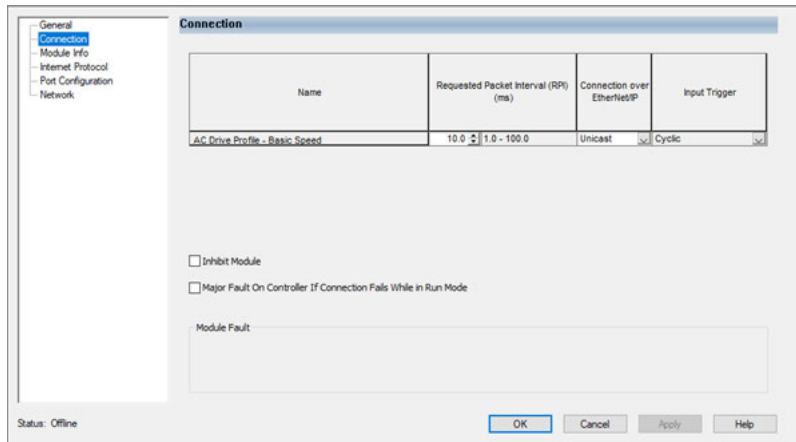 General
Connection
Module Info
Internet Protocol
Port Configuration
Network
Connection
Name
Requested Packet Interval (RPI)
(ms)
Connection over
EtherNet/IP
Input Trigger
AC Drive Profile - Basic Speed
10.0
1.0 - 100.0
Unicast
Cyclic
Inhibit Module
Major Fault On Controller If Connection Fails While in Run Mode
Module Fault
Status: Offline
OK
Cancel
Apply
Help